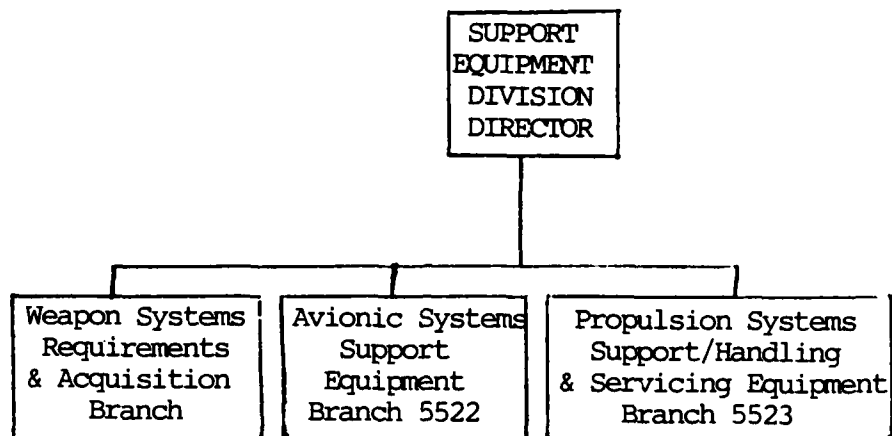 SUPPORT
EQUIPMENT
DIVISION
DIRECTOR
Weapon Systems
Requirements
& Acquisition
Branch
Avionic Systems
Support
Equipment
Branch 5522
Propulsion Systems
Support/Handling
& Servicing Equipment
Branch 5523